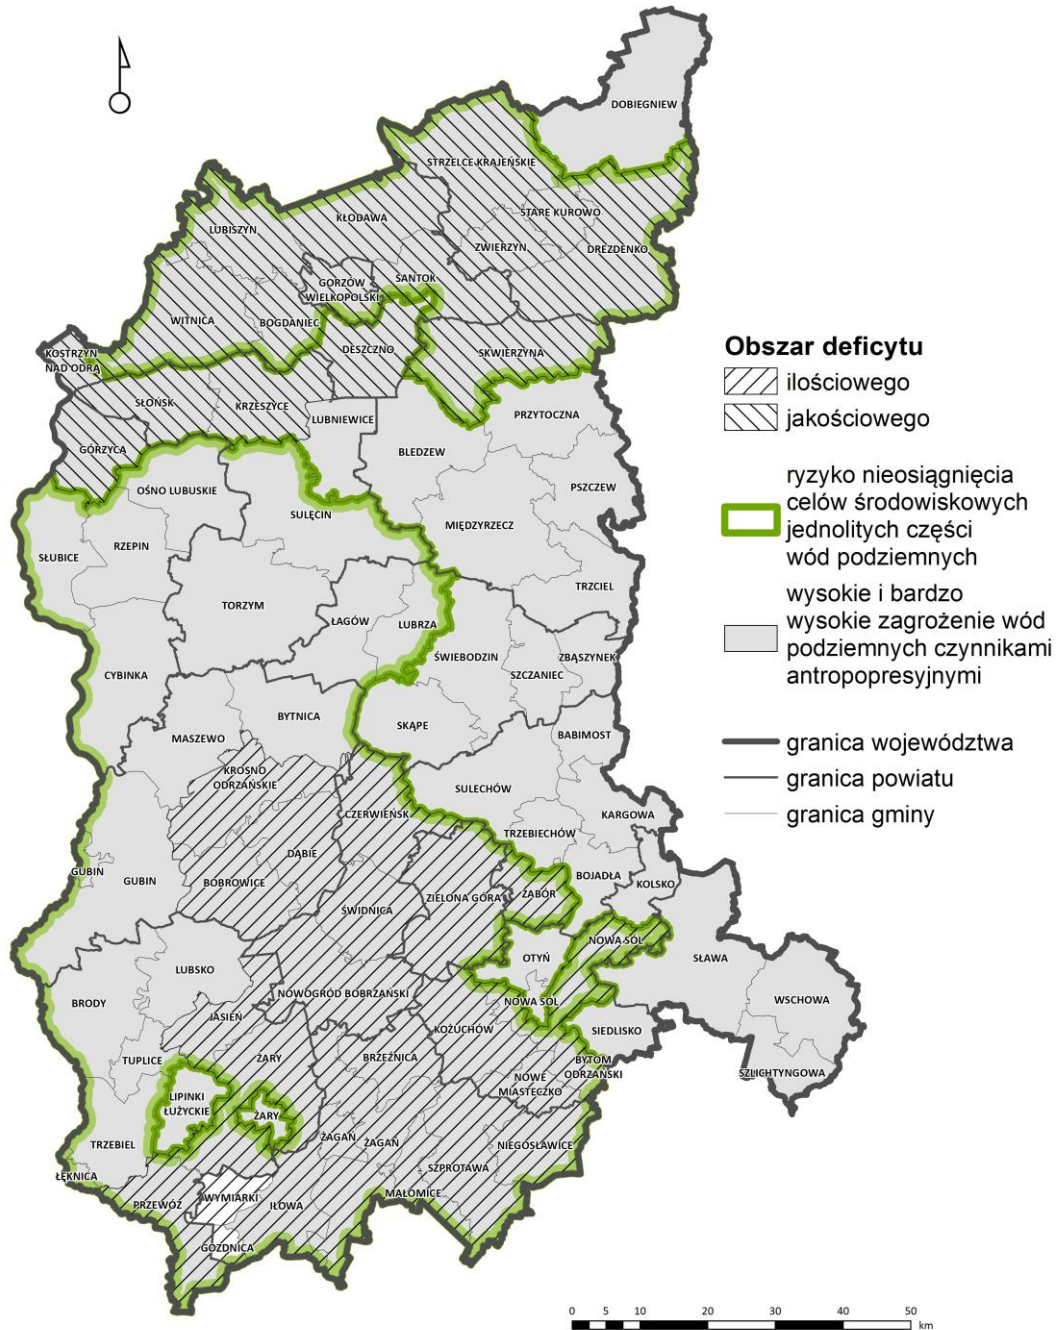 DOBIEGNIEW
STRZELCE KRAJEŃSKIE
STARE KUROWO
KŁODAWA
LUBISZYN
ZWIERZYN
DREZDENKO
SANTOK
GORZÓW
WIELKOPOLSKI
WITNICA
BOGDANIEC
KOSTRZYN
NAD ODRĄ
DESZCZNO
SKWIERZYNA
SŁOŃSK
KRZESZYCE
LUBNIEWICE
PRZYTOCZNA
GÓRZYCA
BLEDZEW
OŚNO LUBUSKIE
PSZCZEW
SULĘCIN
MIĘDZYRZECZ
RZEPIN
SŁUBICE
TRZCIEL
TORZYM
ŁAGÓW
LUBRZA
ŚWIEBODZIN
ZBĄSZYNEK
SZCZANIEC
CYBINKA
BYTNICA
SKĄPE
MASZEWO
BABIMOST
KROSNO
ODRZAŃSKIE
SULECHÓW
CZERWIEŃSK
KARGOWA
TRZEBIECHÓW
DĄBIE
GUBIN
GUBIN
BOBROWICE
BOJADŁA
KOLSKO
ZIELONA GÓRA
ZABÓR
ŚWIDNICA
NOWA SÓL
OTYŃ
SŁAWA
LUBSKO
NOWOGRÓD BOBRZAŃSKI
BRODY
NOWA SÓL
WSCHOWA
JASIEŃ
KOŻUCHÓW
SIEDLISKO
TUPLICE
ŻARY
BRZEŹNICA
BYTOM
ODRZAŃSKI
SZLICHTYNGOWA
NOWE
MIASTECZKO
LIPINKI
ŁUŻYCKIE
ŻARY
TRZEBIEL
ŻAGAŃ
ŻAGAŃ
NIEGOSŁAWICE
SZPROTAWA
ŁĘKNICA
PRZEWÓZ
WYMIARKI
IŁOWA
MAŁOMICE
GOZDNICA
Obszar deficytu
ilościowego
jakościowego
ryzyko nieosiągnięcia
celów środowiskowych
jednolitych części
wód podziemnych
wysokie i bardzo
wysokie zagrożenie wód
podziemnych czynnikami
antropopresyjnymi
granica województwa
granica powiatu
granica gminy
0 5 10 20 30 40 50
km